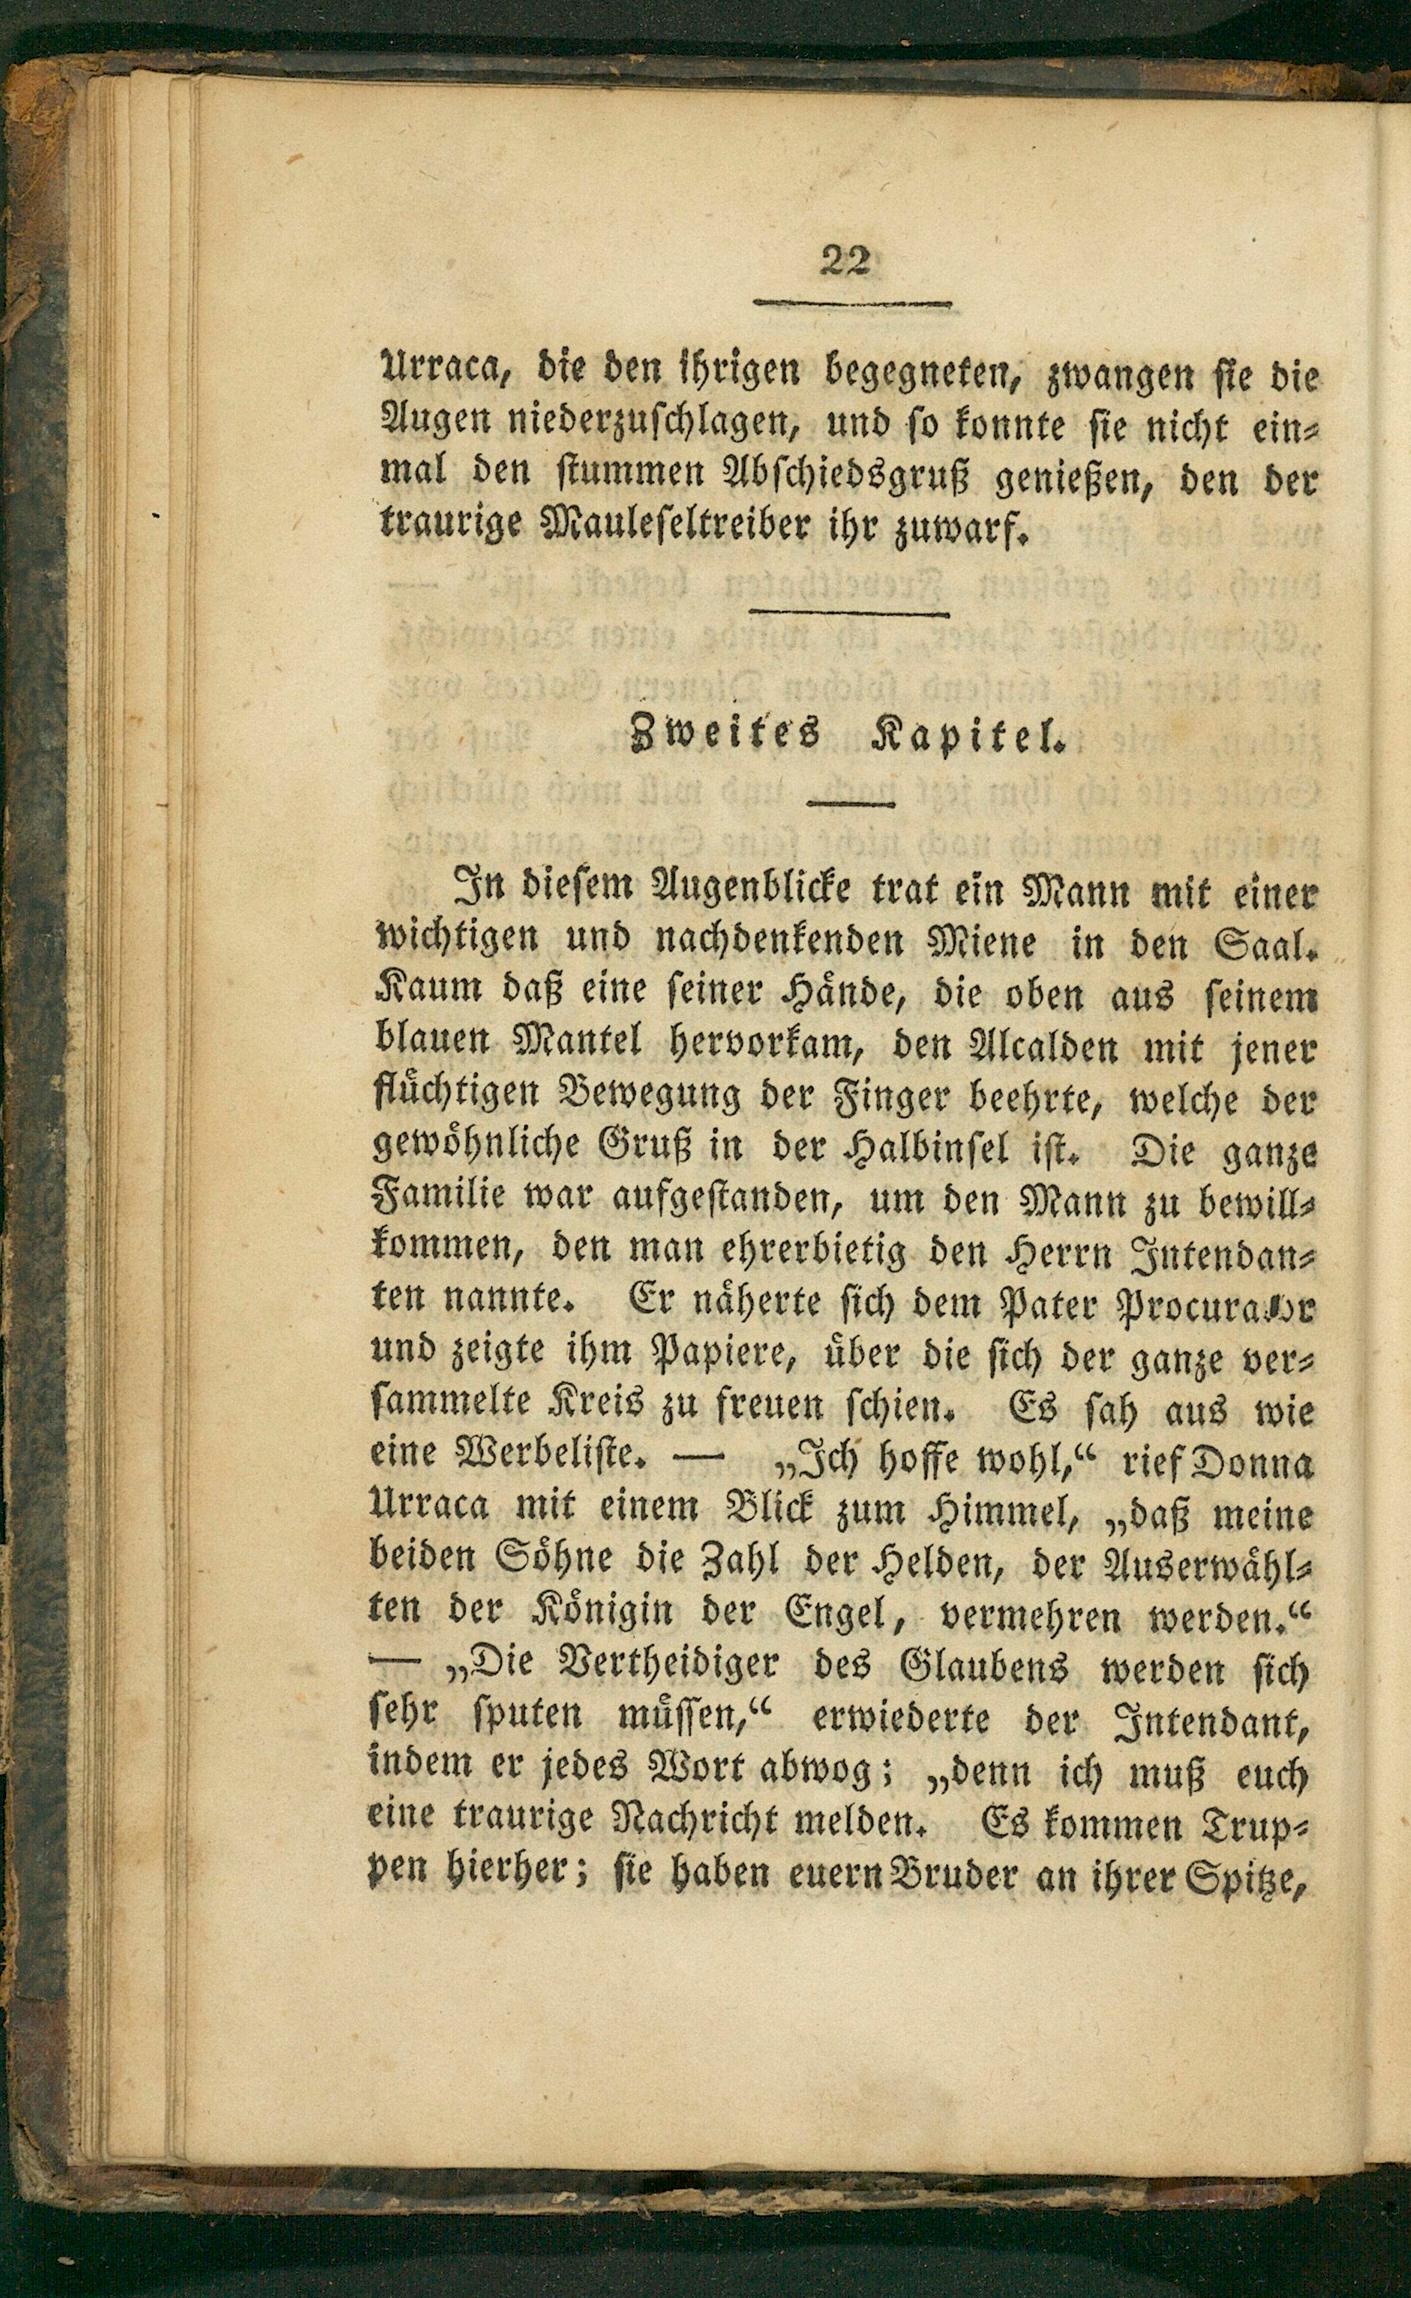 22
Urraca, die den ihrigen begegneten, zwangen ſie die
Augen niederzuſchlagen, und ſo konnte ſie nicht ein⸗
mal den ſtummen Abſchiedsgruß genießen, den der
traurige Mauleſeltreiber ihr zuwarf.
Zweites Kapitel.
In dieſem Augenblicke trat ein Mann mit einer
wichtigen und nachdenkenden Miene in den Saal.
Kaum daß eine ſeiner Hände, die oben aus ſeinem
blauen Mantel hervorkam, den Alcalden mit jener
flüchtigen Bewegung der Finger beehrte, welche der
gewöhnliche Gruß in der Halbinſel iſt. Die ganze
Familie war aufgeſtanden, um den Mann zu bewill⸗
kommen, den man ehrerbietig den Herrn Intendan⸗
ten nannte. Er näherte ſich dem Pater Procurator
und zeigte ihm Papiere, über die ſich der ganze ver⸗
ſammelte Kreis zu freuen ſchien. Es ſah aus wie
eine Werbeliſte. — „Ich hoffe wohl,“ rief Donna
Urraca mit einem Blick zum Himmel, „daß meine
beiden Söhne die Zahl der Helden, der Auserwähl⸗
ten der Königin der Engel, vermehren werden.“
— „Die Vertheidiger des Glaubens werden ſich
ſehr ſputen müſſen,“ erwiederte der Intendant,
indem er jedes Wort abwog; „denn ich muß euch
eine traurige Nachricht melden. Es kommen Trup⸗
pen hierher; ſie haben euern Bruder an ihrer Spitze,